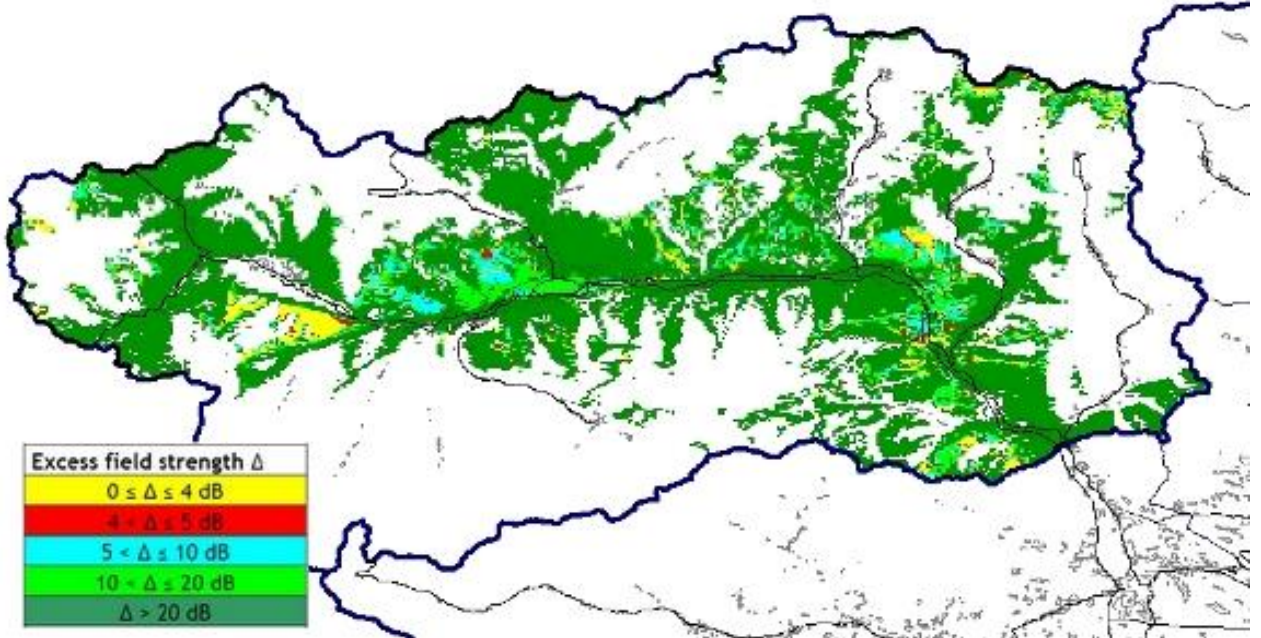 Excess field strength Δ
0 ≤ Δ ≤ 4 dB
4 < Δ ≤ 5 dB
5 < Δ ≤ 10 dB
10 < Δ ≤ 20 dB
Δ > 20 dB